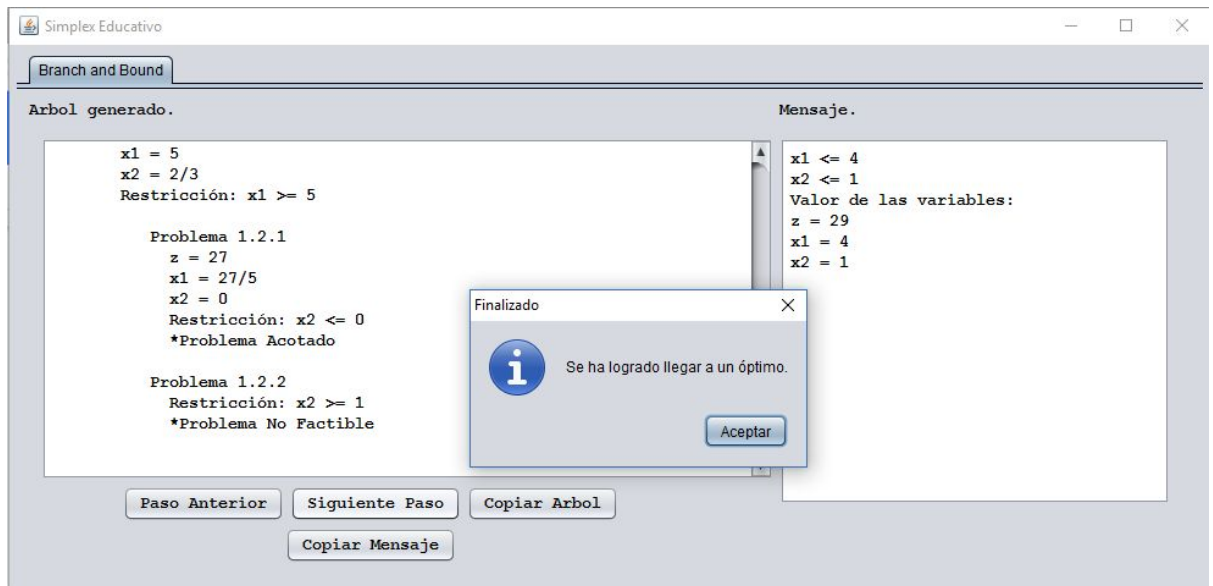 Simplex Educativo
Branch and Bound
Arbol generado.
x1 = 5
x2 = 2/3
Restricción: x1 >= 5
Problema 1.2.1
z = 27
x1 = 27/5
x2 = 0
Restricción: x2 <= 0
*Problema Acotado
Problema 1.2.2
Restricción: x2 >= 1
*Problema No Factible
Mensaje.
x1 <= 4
x2 <= 1
Valor de las variables:
z = 29
x1 = 4
x2 = 1
Finalizado
Se ha logrado llegar a un óptimo.
Aceptar
Paso Anterior
Siguiente Paso
Copiar Arbol
Copiar Mensaje